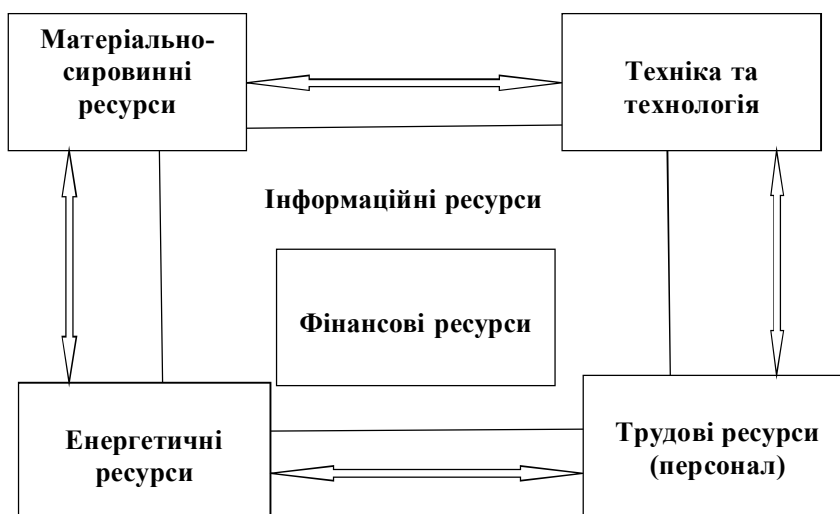 Матеріально-
сировинні
ресурси
Техніка та
технологія
Інформаційні ресурси
Фінансові ресурси
Енергетичні
ресурси
Трудові ресурси
(персонал)